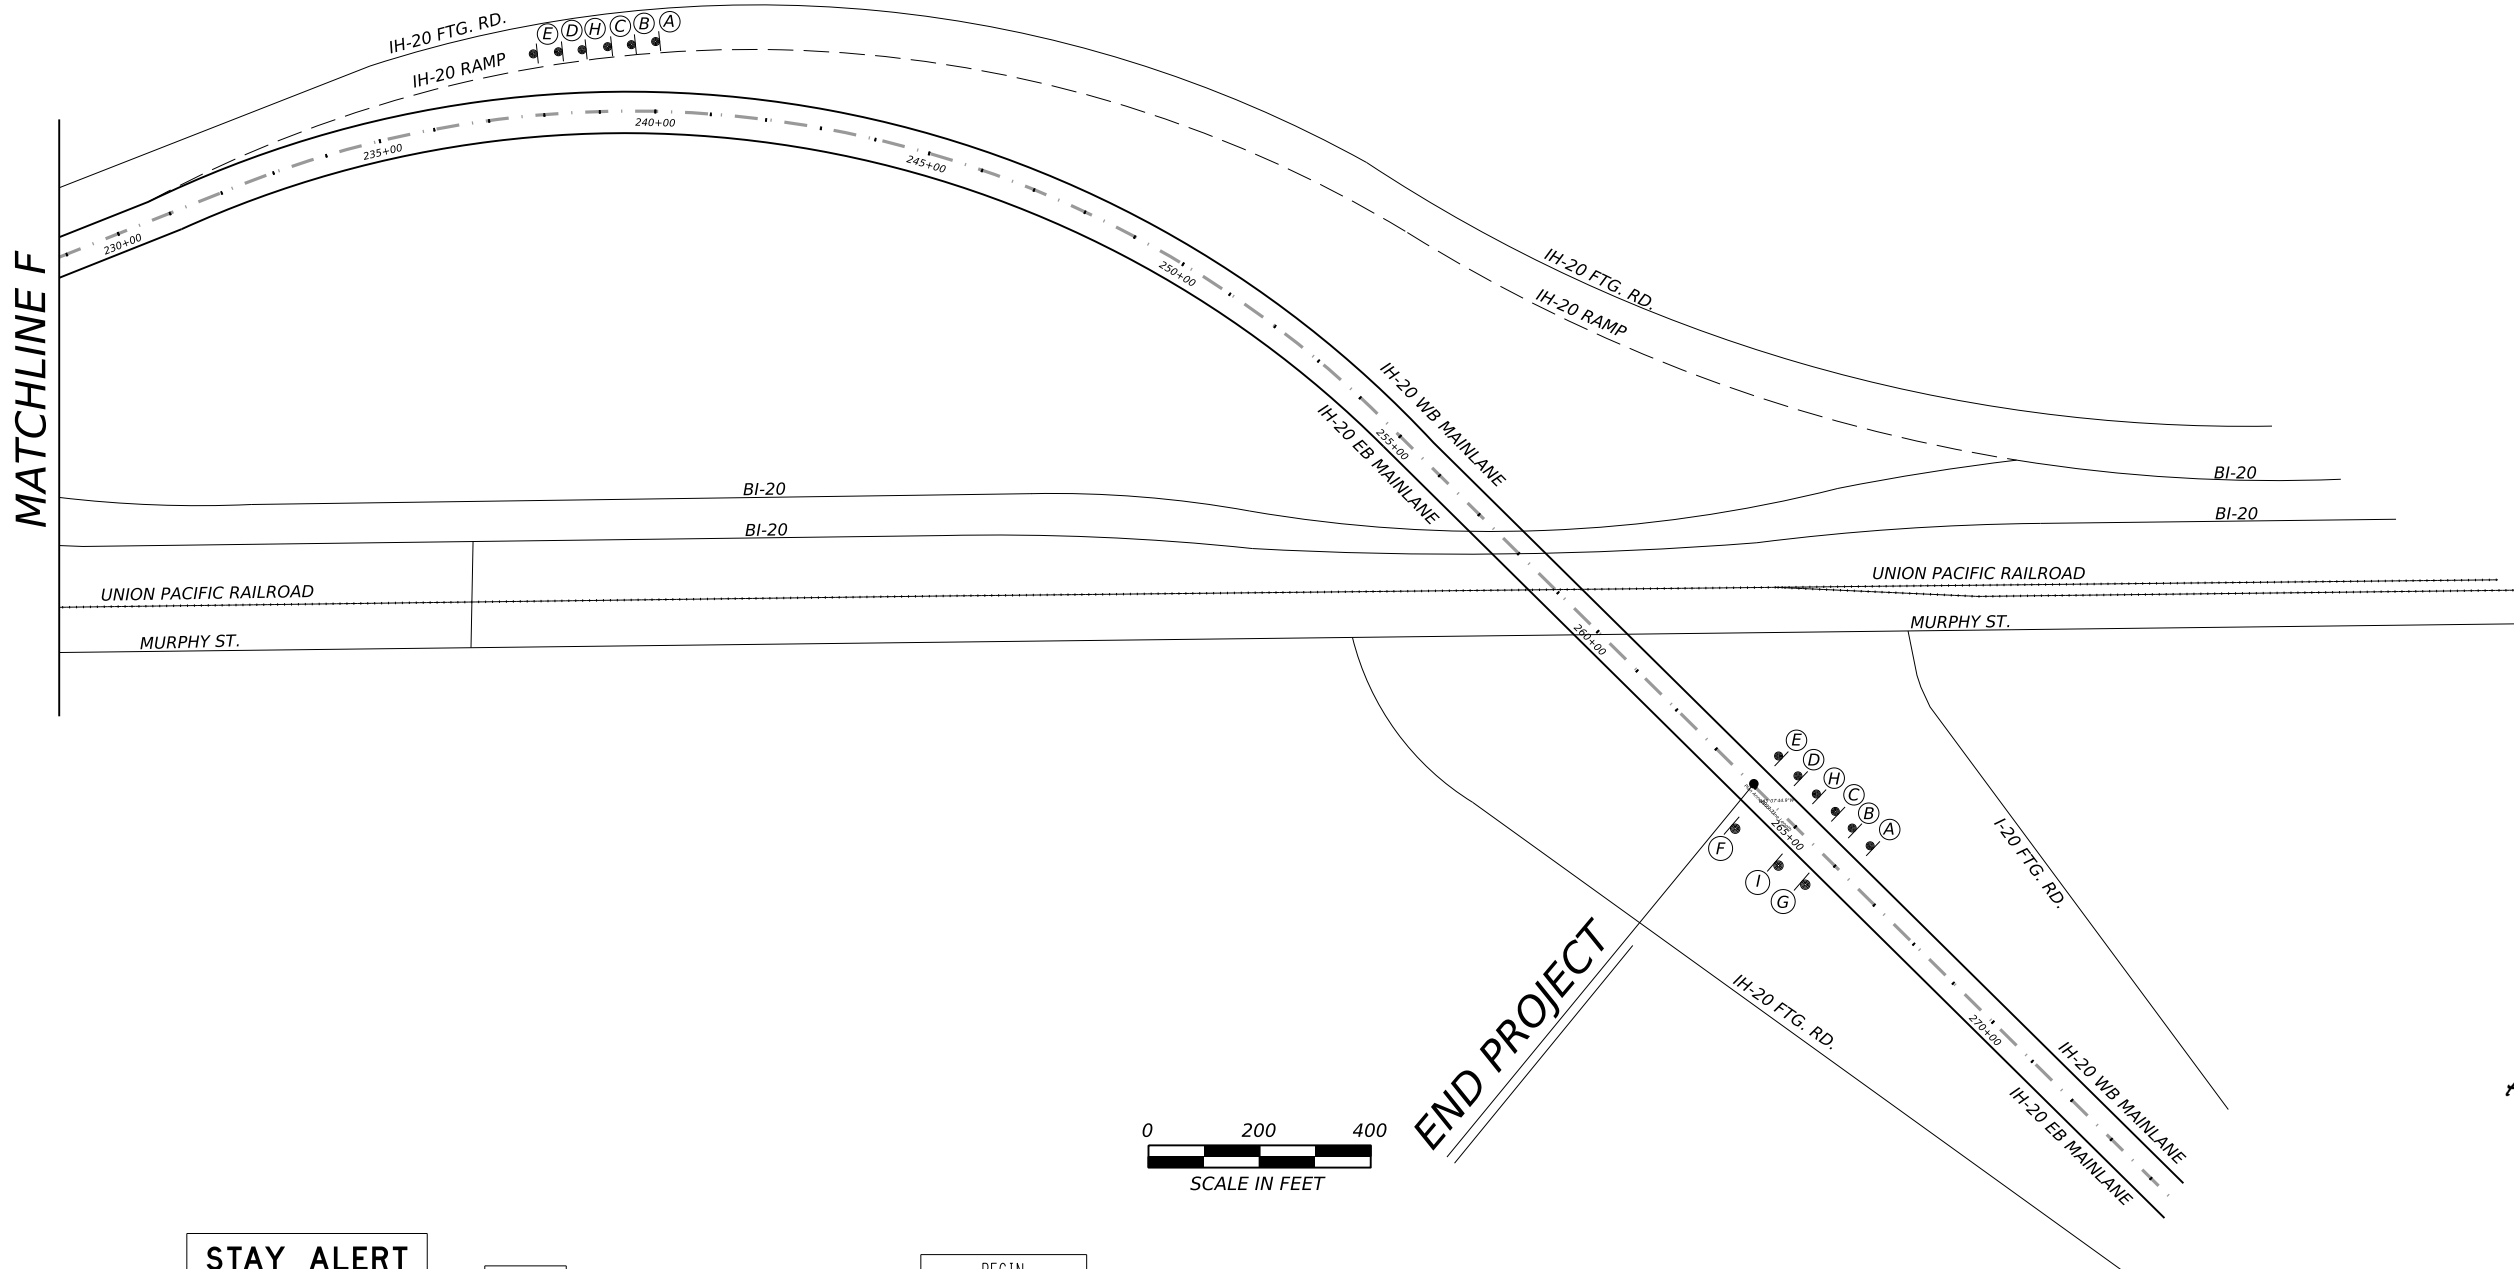 IH-20 FTG. RD.
E D H C B A
IH-20 RAMP
240+00
235+00
245+00
230+00
MATCHLINE F
250+00
IH-20 FTG. RD.
IH-20 RAMP
IH-20 WB MAINLANE
255+00
IH-20 EB MAINLANE
BI-20
BI-20
BI-20
BI-20
UNION PACIFIC RAILROAD
UNION PACIFIC RAILROAD
MURPHY ST.
MURPHY ST.
260+00
E
D
H
C
B
A
265+00
F
I
G
I-20 FTG. RD.
END PROJECT
IH-20 FTG. RD.
270+00
IH-20 WB MAINLANE
IH-20 EB MAINLANE
0 200 400
SCALE IN FEET
STAY ALERT
BEGIN